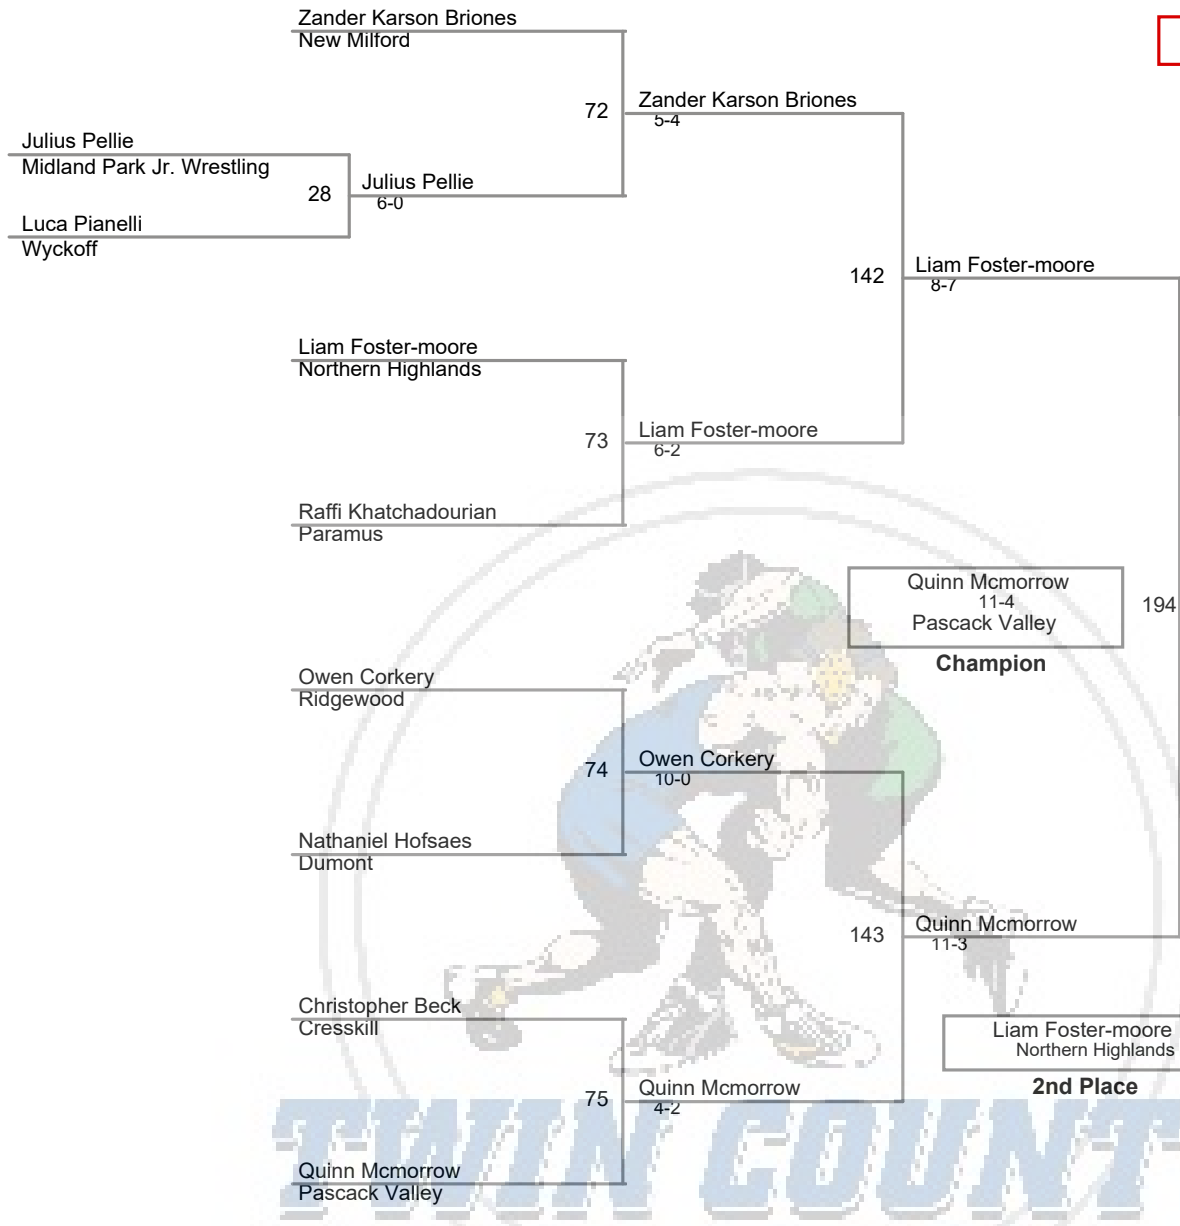 Zander Karson Briones
New Milford
72
Zander Karson Briones
5-4
Julius Pellie
Midland Park Jr. Wrestling
28
Julius Pellie
6-0
Luca Pianelli
Wyckoff
142
Liam Foster-moore
8-7
Liam Foster-moore
Northern Highlands
73
Liam Foster-moore
6-2
Raffi Khatchadourian
Paramus
Quinn Mcmorrow
11-4
Pascack Valley
194
Champion
Owen Corkery
Ridgewood
74
Owen Corkery
10-0
Nathaniel Hofsaes
Dumont
143
Quinn Mcmorrow
11-3
Christopher Beck
Cresskill
Liam Foster-moore
Northern Highlands
2nd Place
75
Quinn Mcmorrow
4-2
Quinn Mcmorrow
Pascack Valley
TWIN COUNT